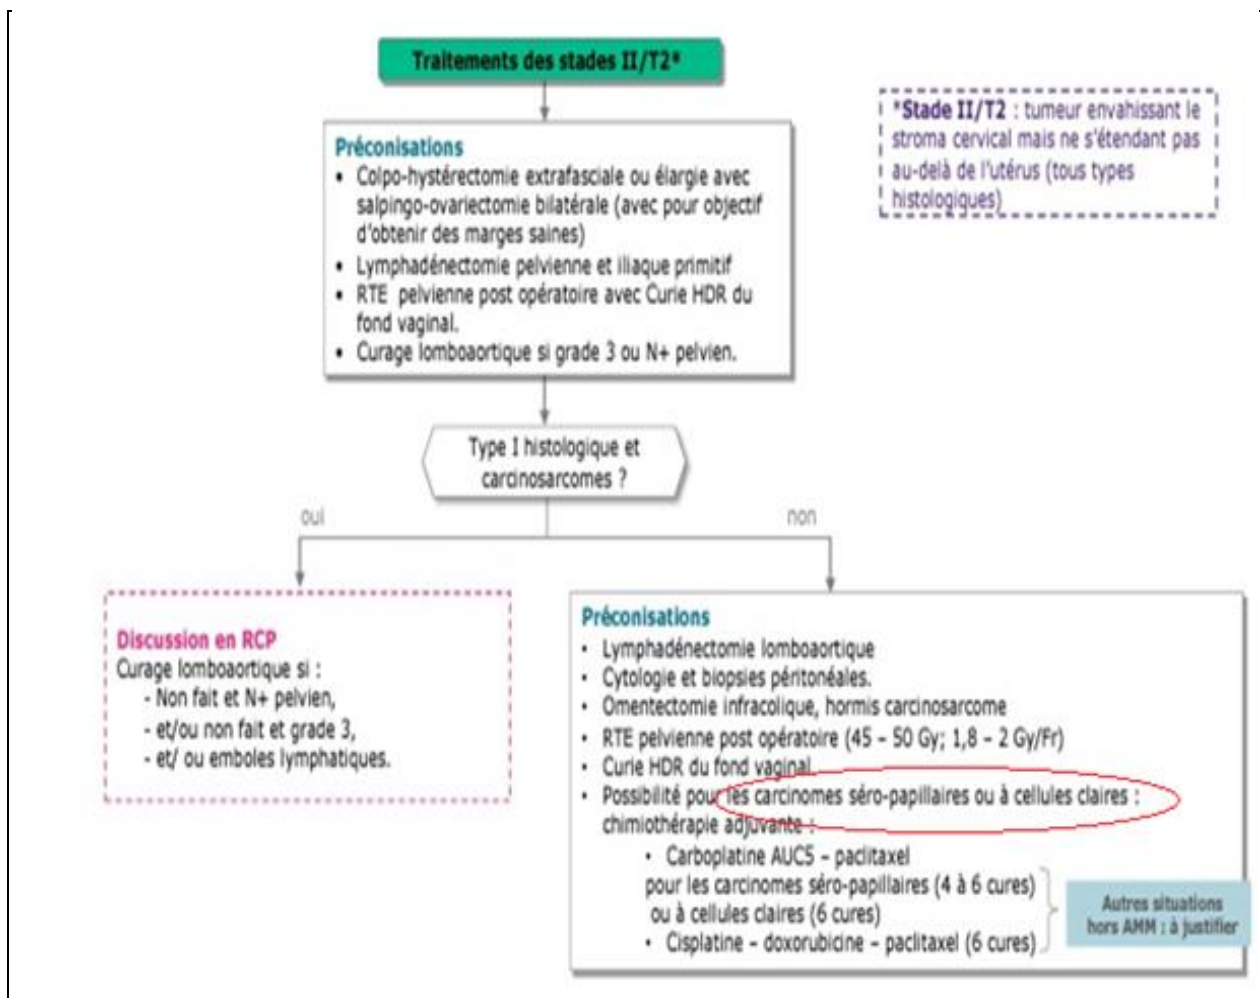 Traitements des stades II/T2*
*Stade II/T2 : tumeur envahissant le
stroma cervical mais ne s'étendant pas
au-delà de l'utérus (tous types
histologiques)
Préconisations
• Colpo-hystérectomie extrafasciale ou élargie avec
salpingo-ovariectomie bilatérale (avec pour objectif
d'obtenir des marges saines)
• Lymphadénectomie pelvienne et iliaque primitif
• RTE pelvienne post opératoire avec Curie HDR du
fond vaginal.
• Curage lomboaortique si grade 3 ou N+ pelvien.
Type I histologique et
carcinosarcomes ?
oui
non
Discussion en RCP
Curage lomboaortique si :
- Non fait et N+ pelvien,
- et/ou non fait et grade 3,
- et/ ou emboles lymphatiques.
Préconisations
• Lymphadénectomie lomboaortique
• Cytologie et biopsies péritonéales.
• Omentectomie infracolique, hormis carcinosarcome
• RTE pelvienne post opératoire (45 – 50 Gy; 1,8 – 2 Gy/Fr)
• Curie HDR du fond vaginal.
• Possibilité pour les carcinomes séro-papillaires ou à cellules claires :
chimiothérapie adjuvante :
• Carboplatine AUC5 – paclitaxel
pour les carcinomes séro-papillaires (4 à 6 cures)
ou à cellules claires (6 cures)
• Cisplatine – doxorubicine – paclitaxel (6 cures)
Autres situations
hors AMM : à justifier